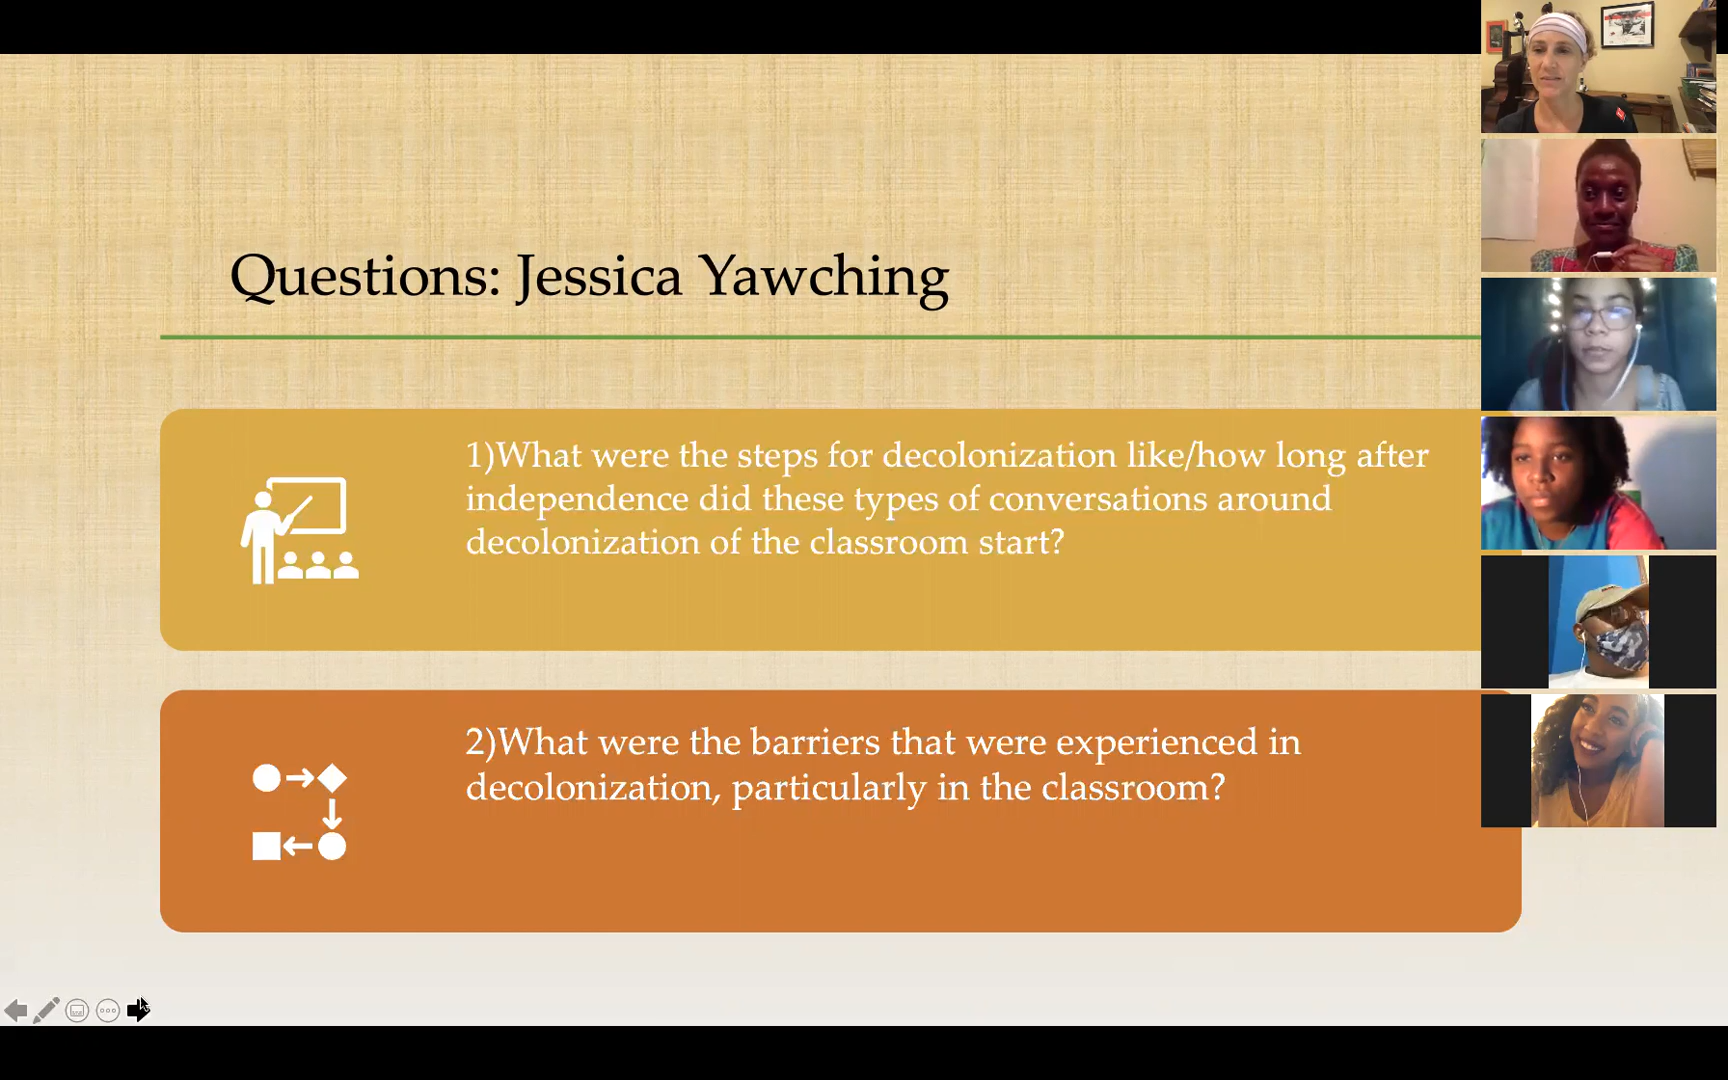 Questions: Jessica Yawching
1)What were the steps for decolonization like/how long after
independence did these types of conversations around
decolonization of the classroom start?
2)What were the barriers that were experienced in
decolonization, particularly in the classroom?